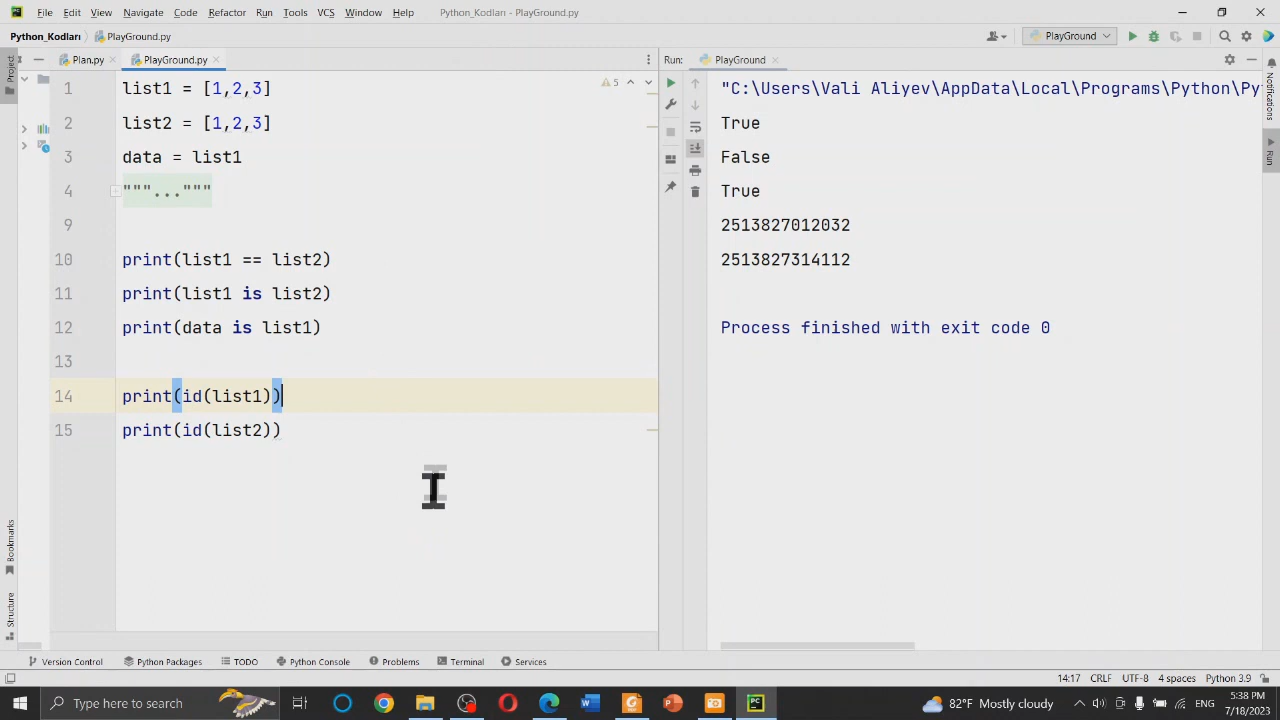 File Edit View Navigate Code Refactor Run Tools VCS Window Help Python_Kodları - PlayGround.py
Python_Kodları PlayGround.py PlayGround
Project
Plan.py PlayGround.py
Run: PlayGround
Notifications
Run
5
1 list1 = [1,2,3]
2 list2 = [1,2,3]
3 data = list1
4 """..."""
9
10 print(list1 == list2)
11 print(list1 is list2)
12 print(data is list1)
13
14 print(id(list1))
15 print(id(list2))
"C:\Users\Vali Aliyev\AppData\Local\Programs\Python\Py
True
False
True
2513827012032
2513827314112
Process finished with exit code 0
Bookmarks
Structure
Version Control Python Packages TODO Python Console Problems Terminal Services
14:17 CRLF UTF-8 4 spaces Python 3.9
Type here to search
82°F Mostly cloudy ENG
5:38 PM
7/18/2023